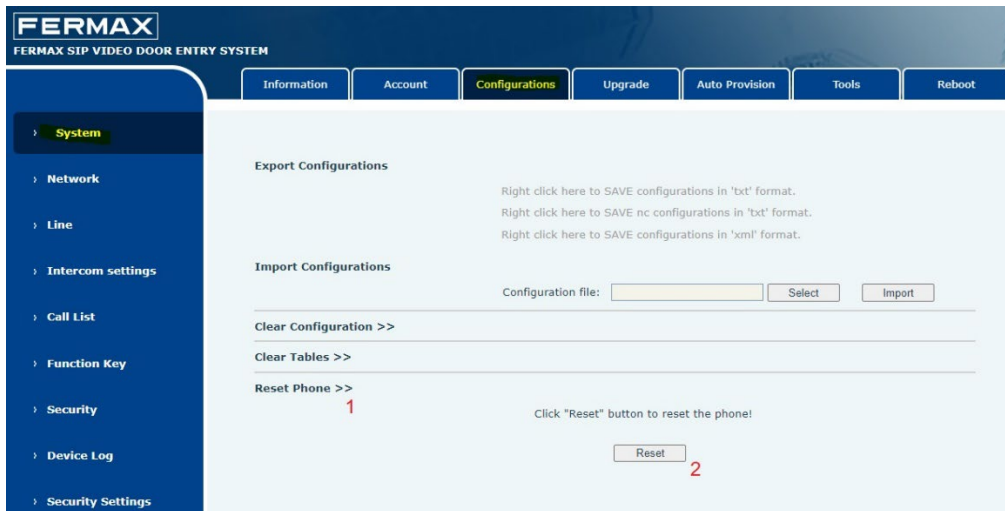 FERMAX
FERMAX SIP VIDEO DOOR ENTRY SYSTEM
Information Account Configurations Upgrade Auto Provision Tools Reboot
› System
› Network
› Line
› Intercom settings
› Call List
› Function Key
› Security
› Device Log
› Security Settings
Export Configurations
Right click here to SAVE configurations in 'txt' format.
Right click here to SAVE nc configurations in 'txt' format.
Right click here to SAVE configurations in 'xml' format.
Import Configurations
Configuration file: Select Import
Clear Configuration >>
Clear Tables >>
Reset Phone >>
1
Click "Reset" button to reset the phone!
Reset
2